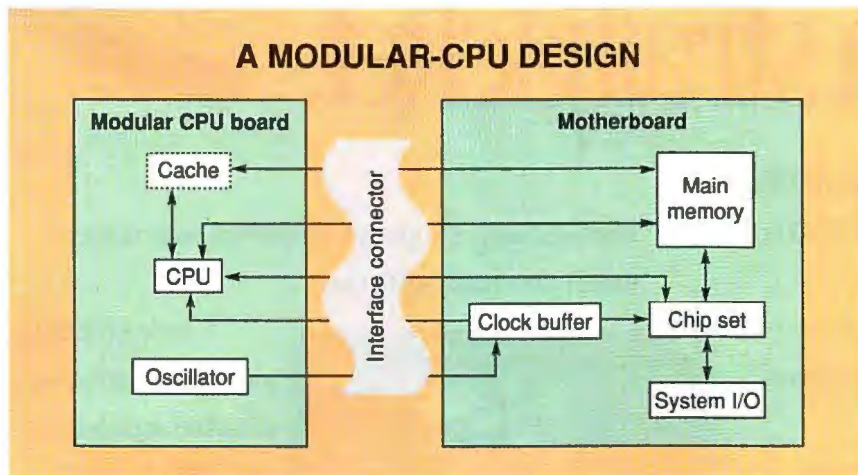 A MODULAR-CPU DESIGN
Modular CPU board
Motherboard
Cache
Main
memory
Interface connector
CPU
Clock buffer
Chip set
Oscillator
System I/O